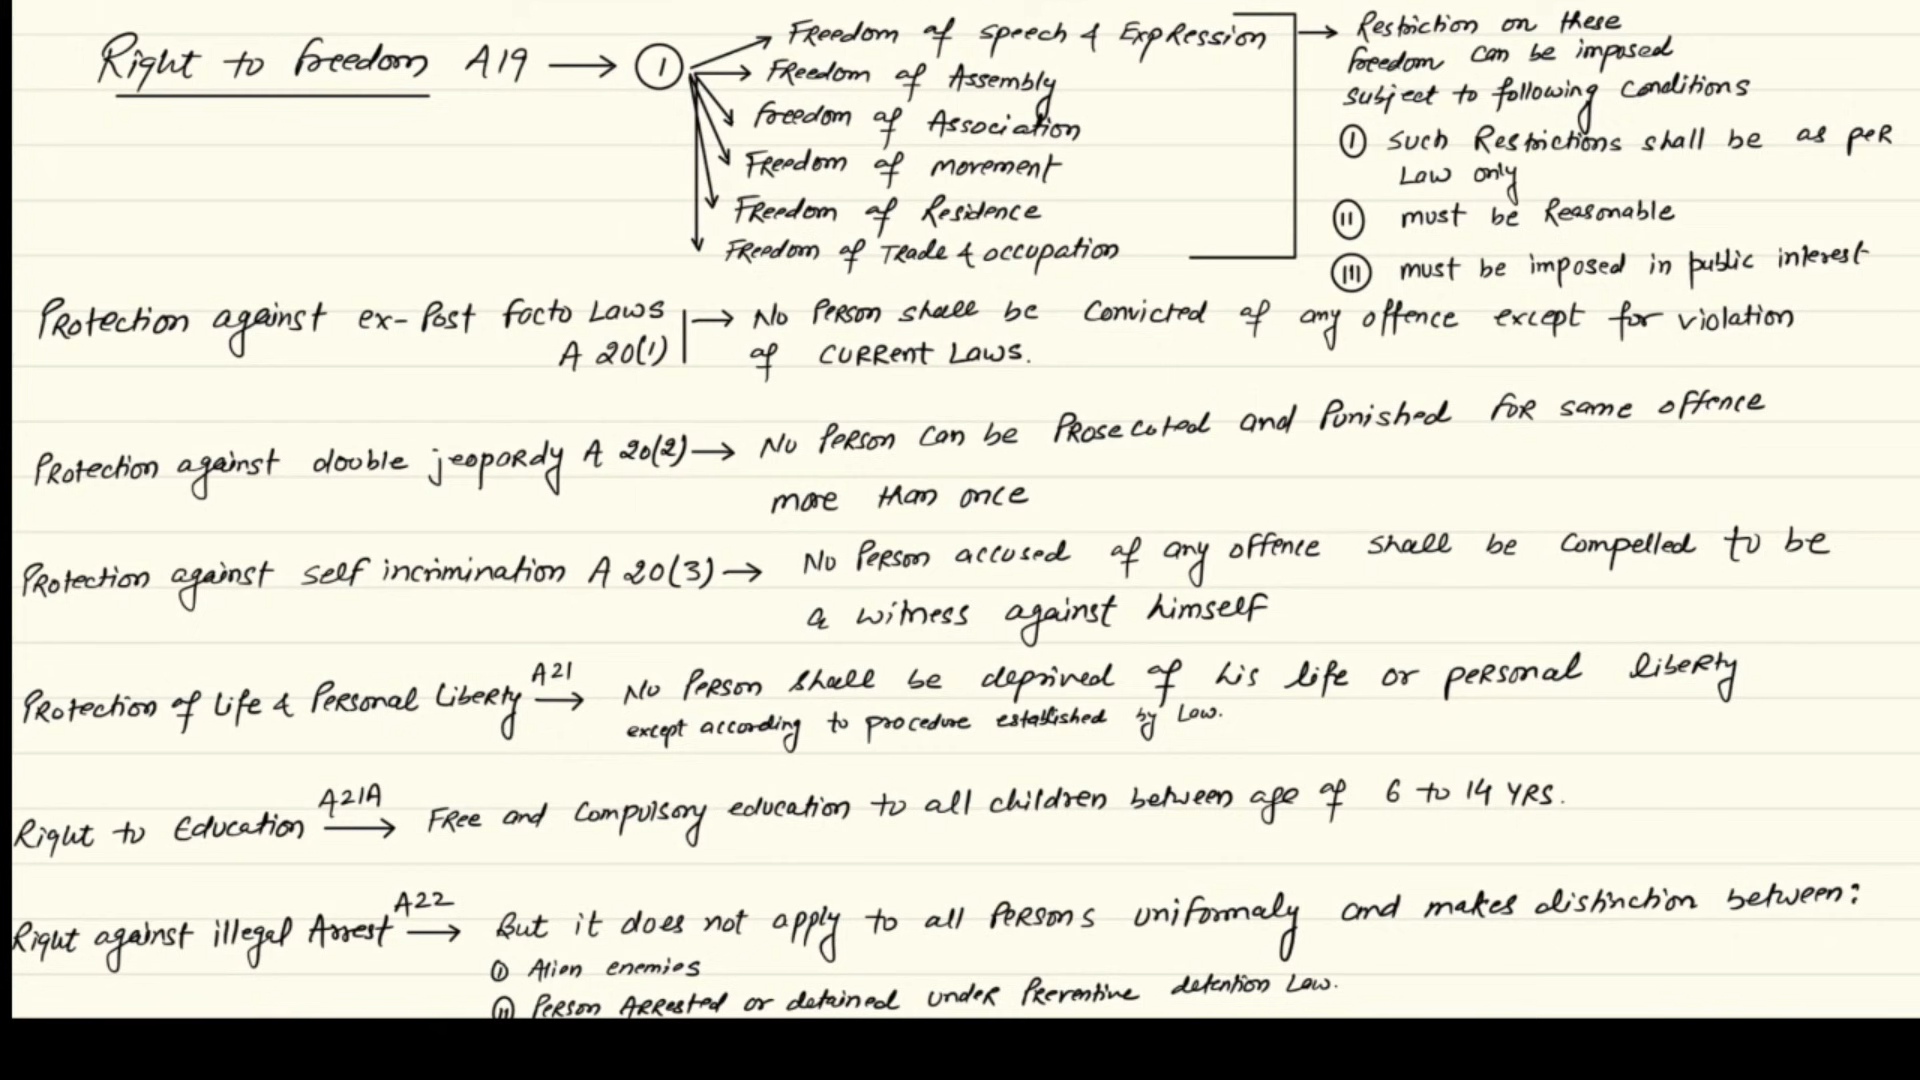 Right to freedom A19 → ① Freedom of speech & Expression
Freedom of Assembly
freedom of Association
Freedom of movement
Freedom of Residence
Freedom of Trade & occupation
→ Restriction on these
freedom can be imposed
subject to following Conditions
Ⓘ such Restrictions shall be as per
Law only
(II) must be Reasonable
(III) must be imposed in public interest
Protection against ex-Post facto Laws
A 20(1)
→ No Person shall be Convicted of any offence except for violation
of current Laws.
Protection against double jeopardy A 20(2) → No Person can be Prosecuted and Punished for same offence
more than once
Protection against self incrimination A 20(3) → No Person accused of any offence shall be compelled to be
a witness against himself
Protection of Life & Personal Liberty A21 → No Person shall be deprived of his life or personal liberty
except according to procedure established by Law.
Right to Education A21A → Free and Compulsory education to all children between age of 6 to 14 YRS.
Right against illegal Arrest A22 → But it does not apply to all Persons uniformaly and makes distinction between:
① Alien enemies
(II) Person Arrested or detained under Preventive detention Law.